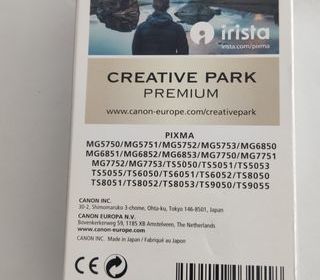 irista
irista.com/pixma
CREATIVE PARK
PREMIUM
www.canon-europe.com/creativepark
PIXMA
MG5750/MG5751/MG5752/MG5753/MG6850
MG6851/MG6852/MG6853/MG7750/MG7751
MG7752/MG7753/TS5050/TS5051/TS5053
TS5055/TS6050/TS6051/TS6052/TS8050
TS8051/TS8052/TS8053/TS9050/TS9055
CANON INC.
30-2, Shimomaruko 3-chome, Ohta-ku, Tokyo 146-8501, Japan
CANON EUROPA N.V.
Bovenkerkerweg 59, 1185 XB Amstelveen, The Netherlands
CANON INC. Made in Japan / Fabriqué au Japon
CE